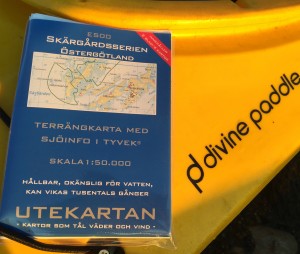 ES00
SKÄRGÅRDSSERIEN
ÖSTERGÖTLAND
TERRÄNGKARTA MED
SJÖINFO I TYVEK®
SKALA 1:50.000
HÅLLBAR, OKÄNSLIG FÖR VATTEN,
KAN VIKAS TUSENTALS GÅNGER
UTEKARTAN
- KARTOR SOM TÅL VÄDER OCH VIND -
divine paddle